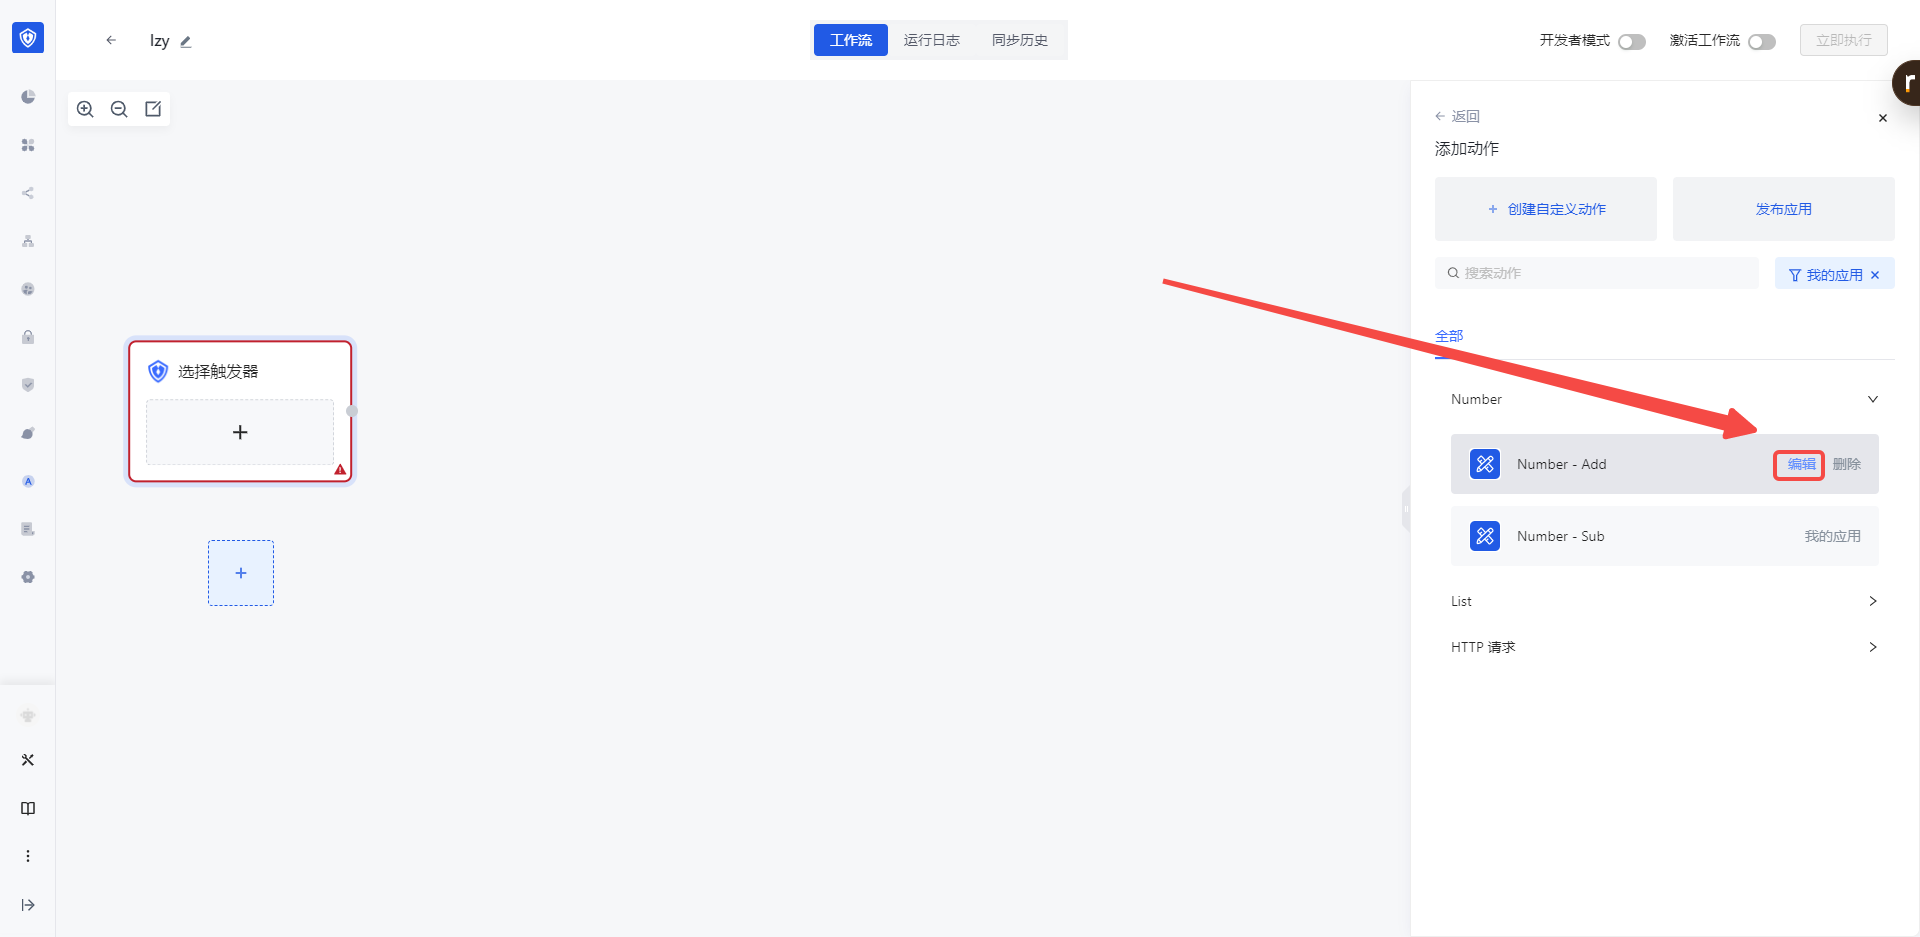 lzy
工作流
运行日志
同步历史
开发者模式
激活工作流
立即执行
返回
添加动作
+ 创建自定义动作
发布应用
搜索动作
我的应用
全部
选择触发器
Number
Number - Add
编辑
删除
Number - Sub
我的应用
List
HTTP 请求